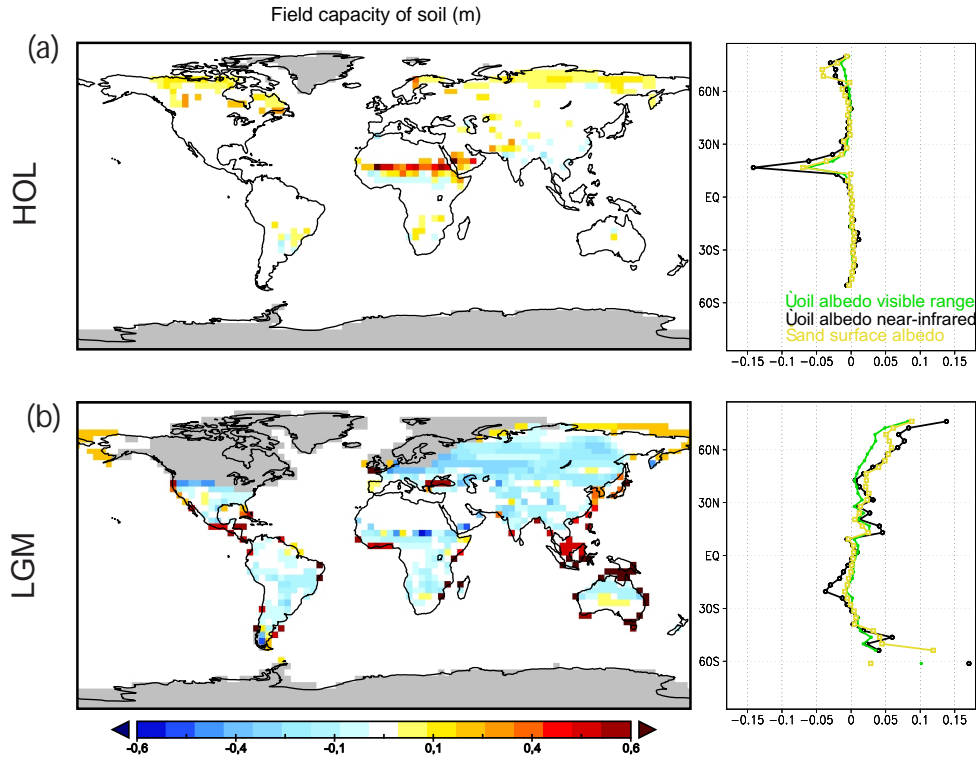 Field capacity of soil (m)
(a)
HOL
60N
30N
EQ
30S
60S
Ùoil albedo visible range
Ùoil albedo near-infrared
Sand surface albedo
-0.15 -0.1 -0.05 0 0.05 0.1 0.15
(b)
LGM
60N
30N
EQ
30S
60S
-0.15 -0.1 -0.05 0 0.05 0.1 0.15
-0,6 -0,4 -0,1 0,1 0,4 0,6